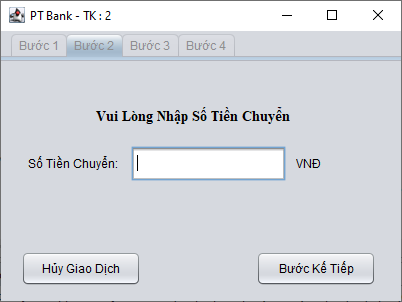 PT Bank - TK : 2
Bước 1 Bước 2 Bước 3 Bước 4
Vui Lòng Nhập Số Tiền Chuyển
Số Tiền Chuyển: VNĐ
Hủy Giao Dịch Bước Kế Tiếp